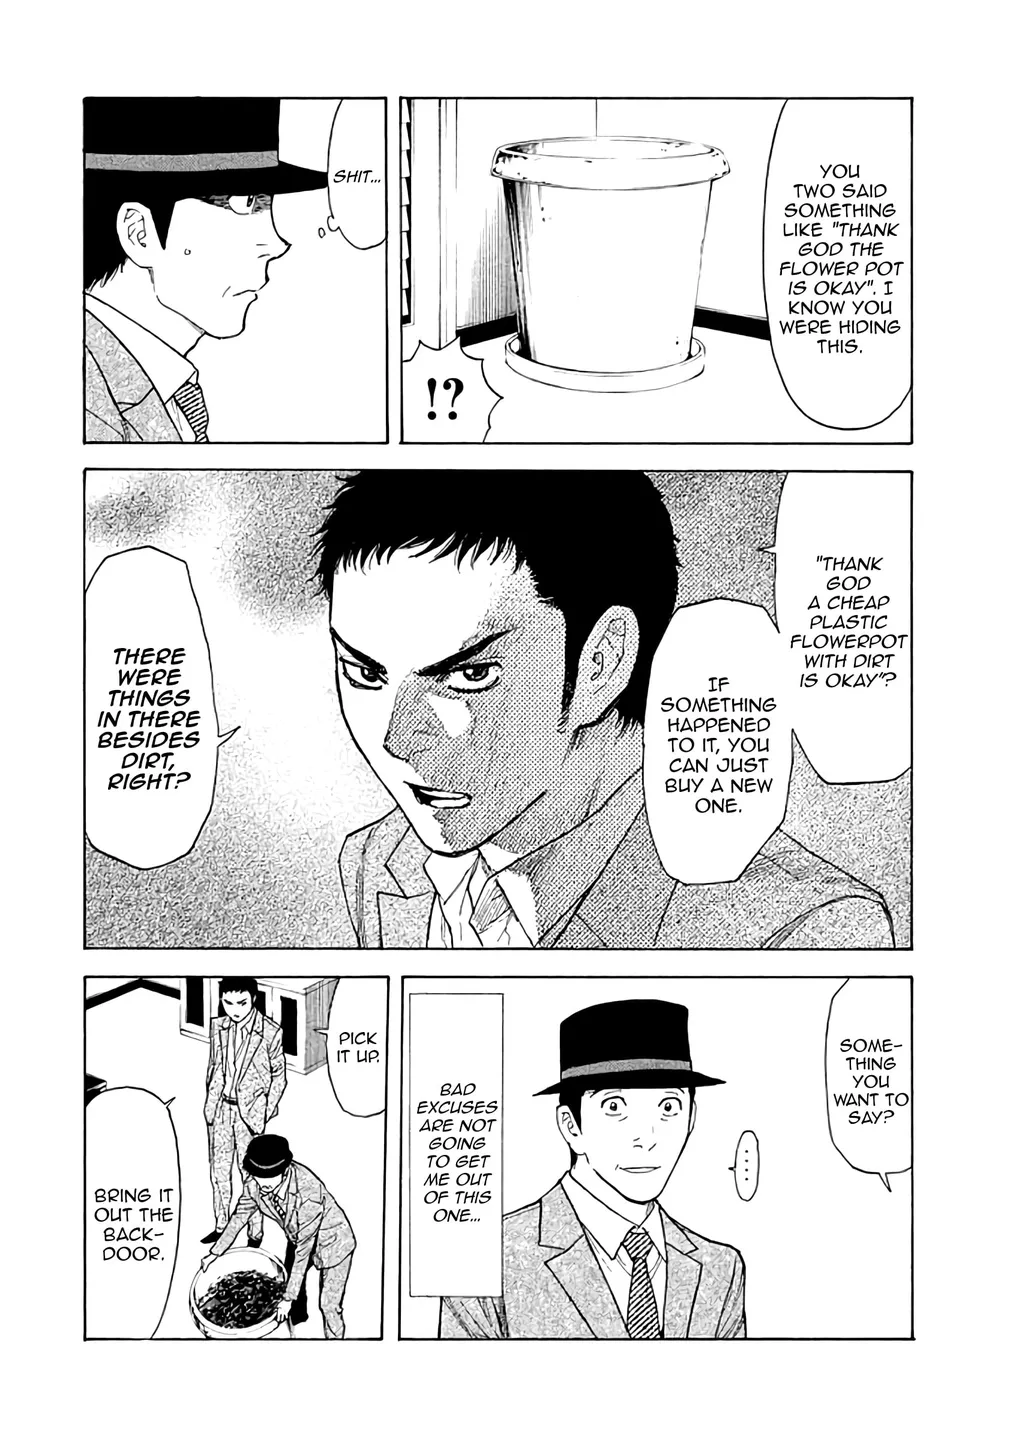 YOU
TWO SAID
SOMETHING
LIKE "THANK
GOD THE
FLOWER POT
IS OKAY". I
KNOW YOU
WERE HIDING
THIS.
!?
SHIT...
"THANK
GOD
A CHEAP
PLASTIC
FLOWERPOT
WITH DIRT
IS OKAY"?
IF
SOMETHING
HAPPENED
TO IT, YOU
CAN JUST
BUY A NEW
ONE.
THERE
WERE
THINGS
IN THERE
BESIDES
DIRT,
RIGHT?
SOME-
THING YOU
WANT TO
SAY?
....
BAD
EXCUSES
ARE NOT
GOING
TO GET
ME OUT
OF THIS
ONE...
PICK
IT UP.
BRING IT
OUT THE
BACK-
DOOR.